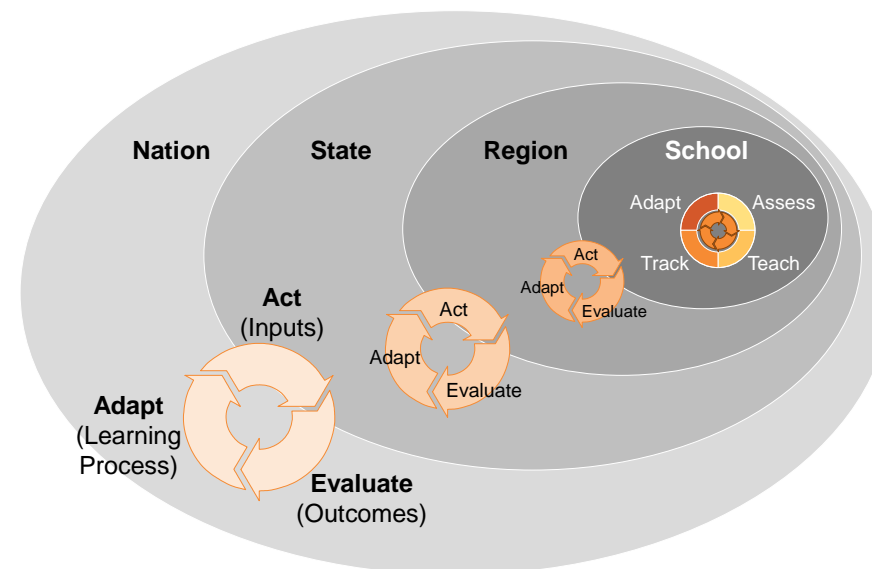 Nation
State
Region
School
Adapt
Assess
Track
Teach
Act
Adapt
Evaluate
Act
Adapt
Evaluate
Act
(Inputs)
Adapt
(Learning
Process)
Evaluate
(Outcomes)